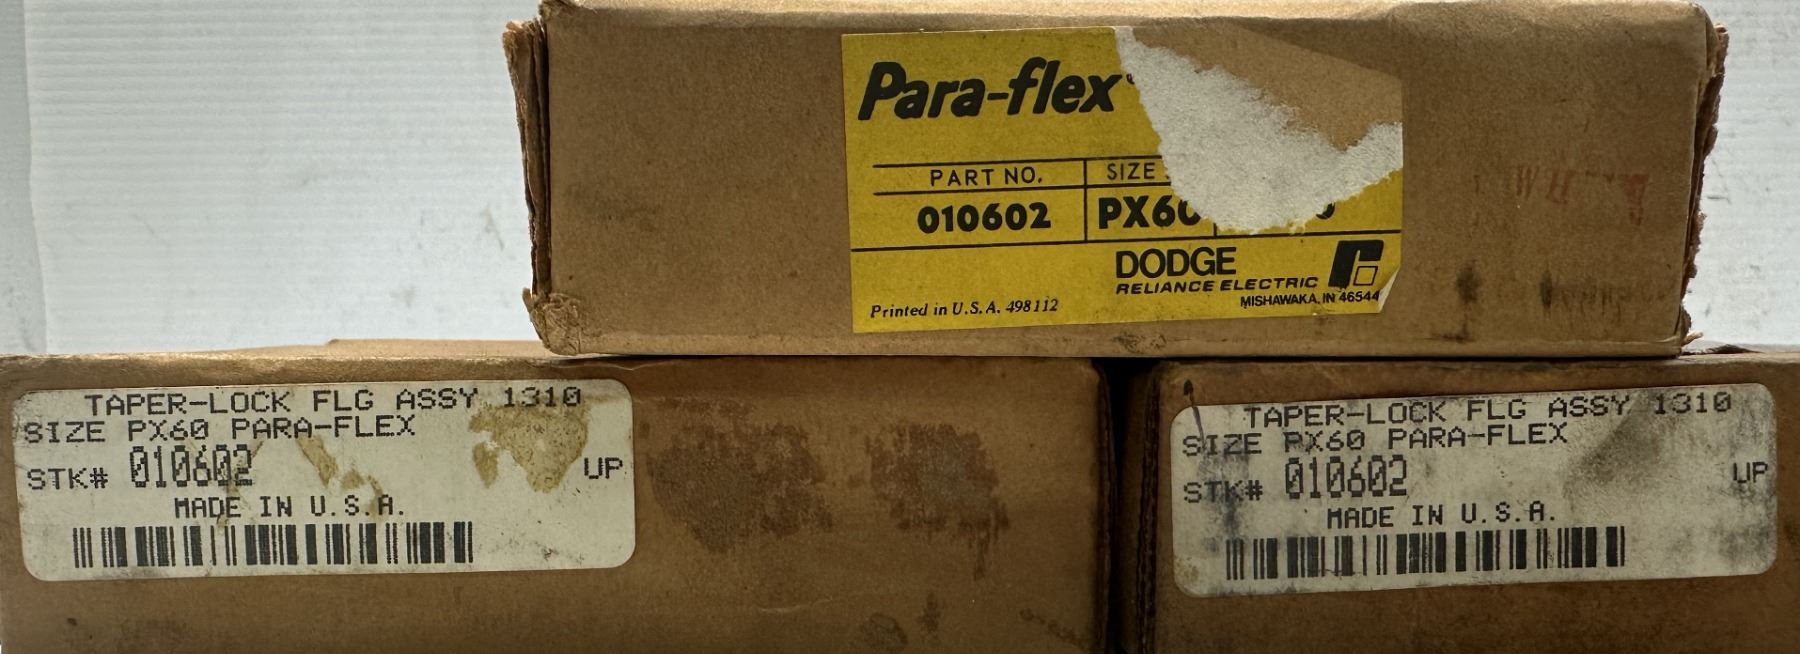 Para-flex®
PART NO. SIZE
010602 PX60
DODGE
RELIANCE ELECTRIC
MISHAWAKA, IN 46544
Printed in U.S.A. 498112
TAPER-LOCK FLG ASSY 1310
SIZE PX60 PARA-FLEX
STK# 010602 UP
MADE IN U.S.A.
TAPER-LOCK FLG ASSY 1310
SIZE PX60 PARA-FLEX
STK# 010602 UP
MADE IN U.S.A.